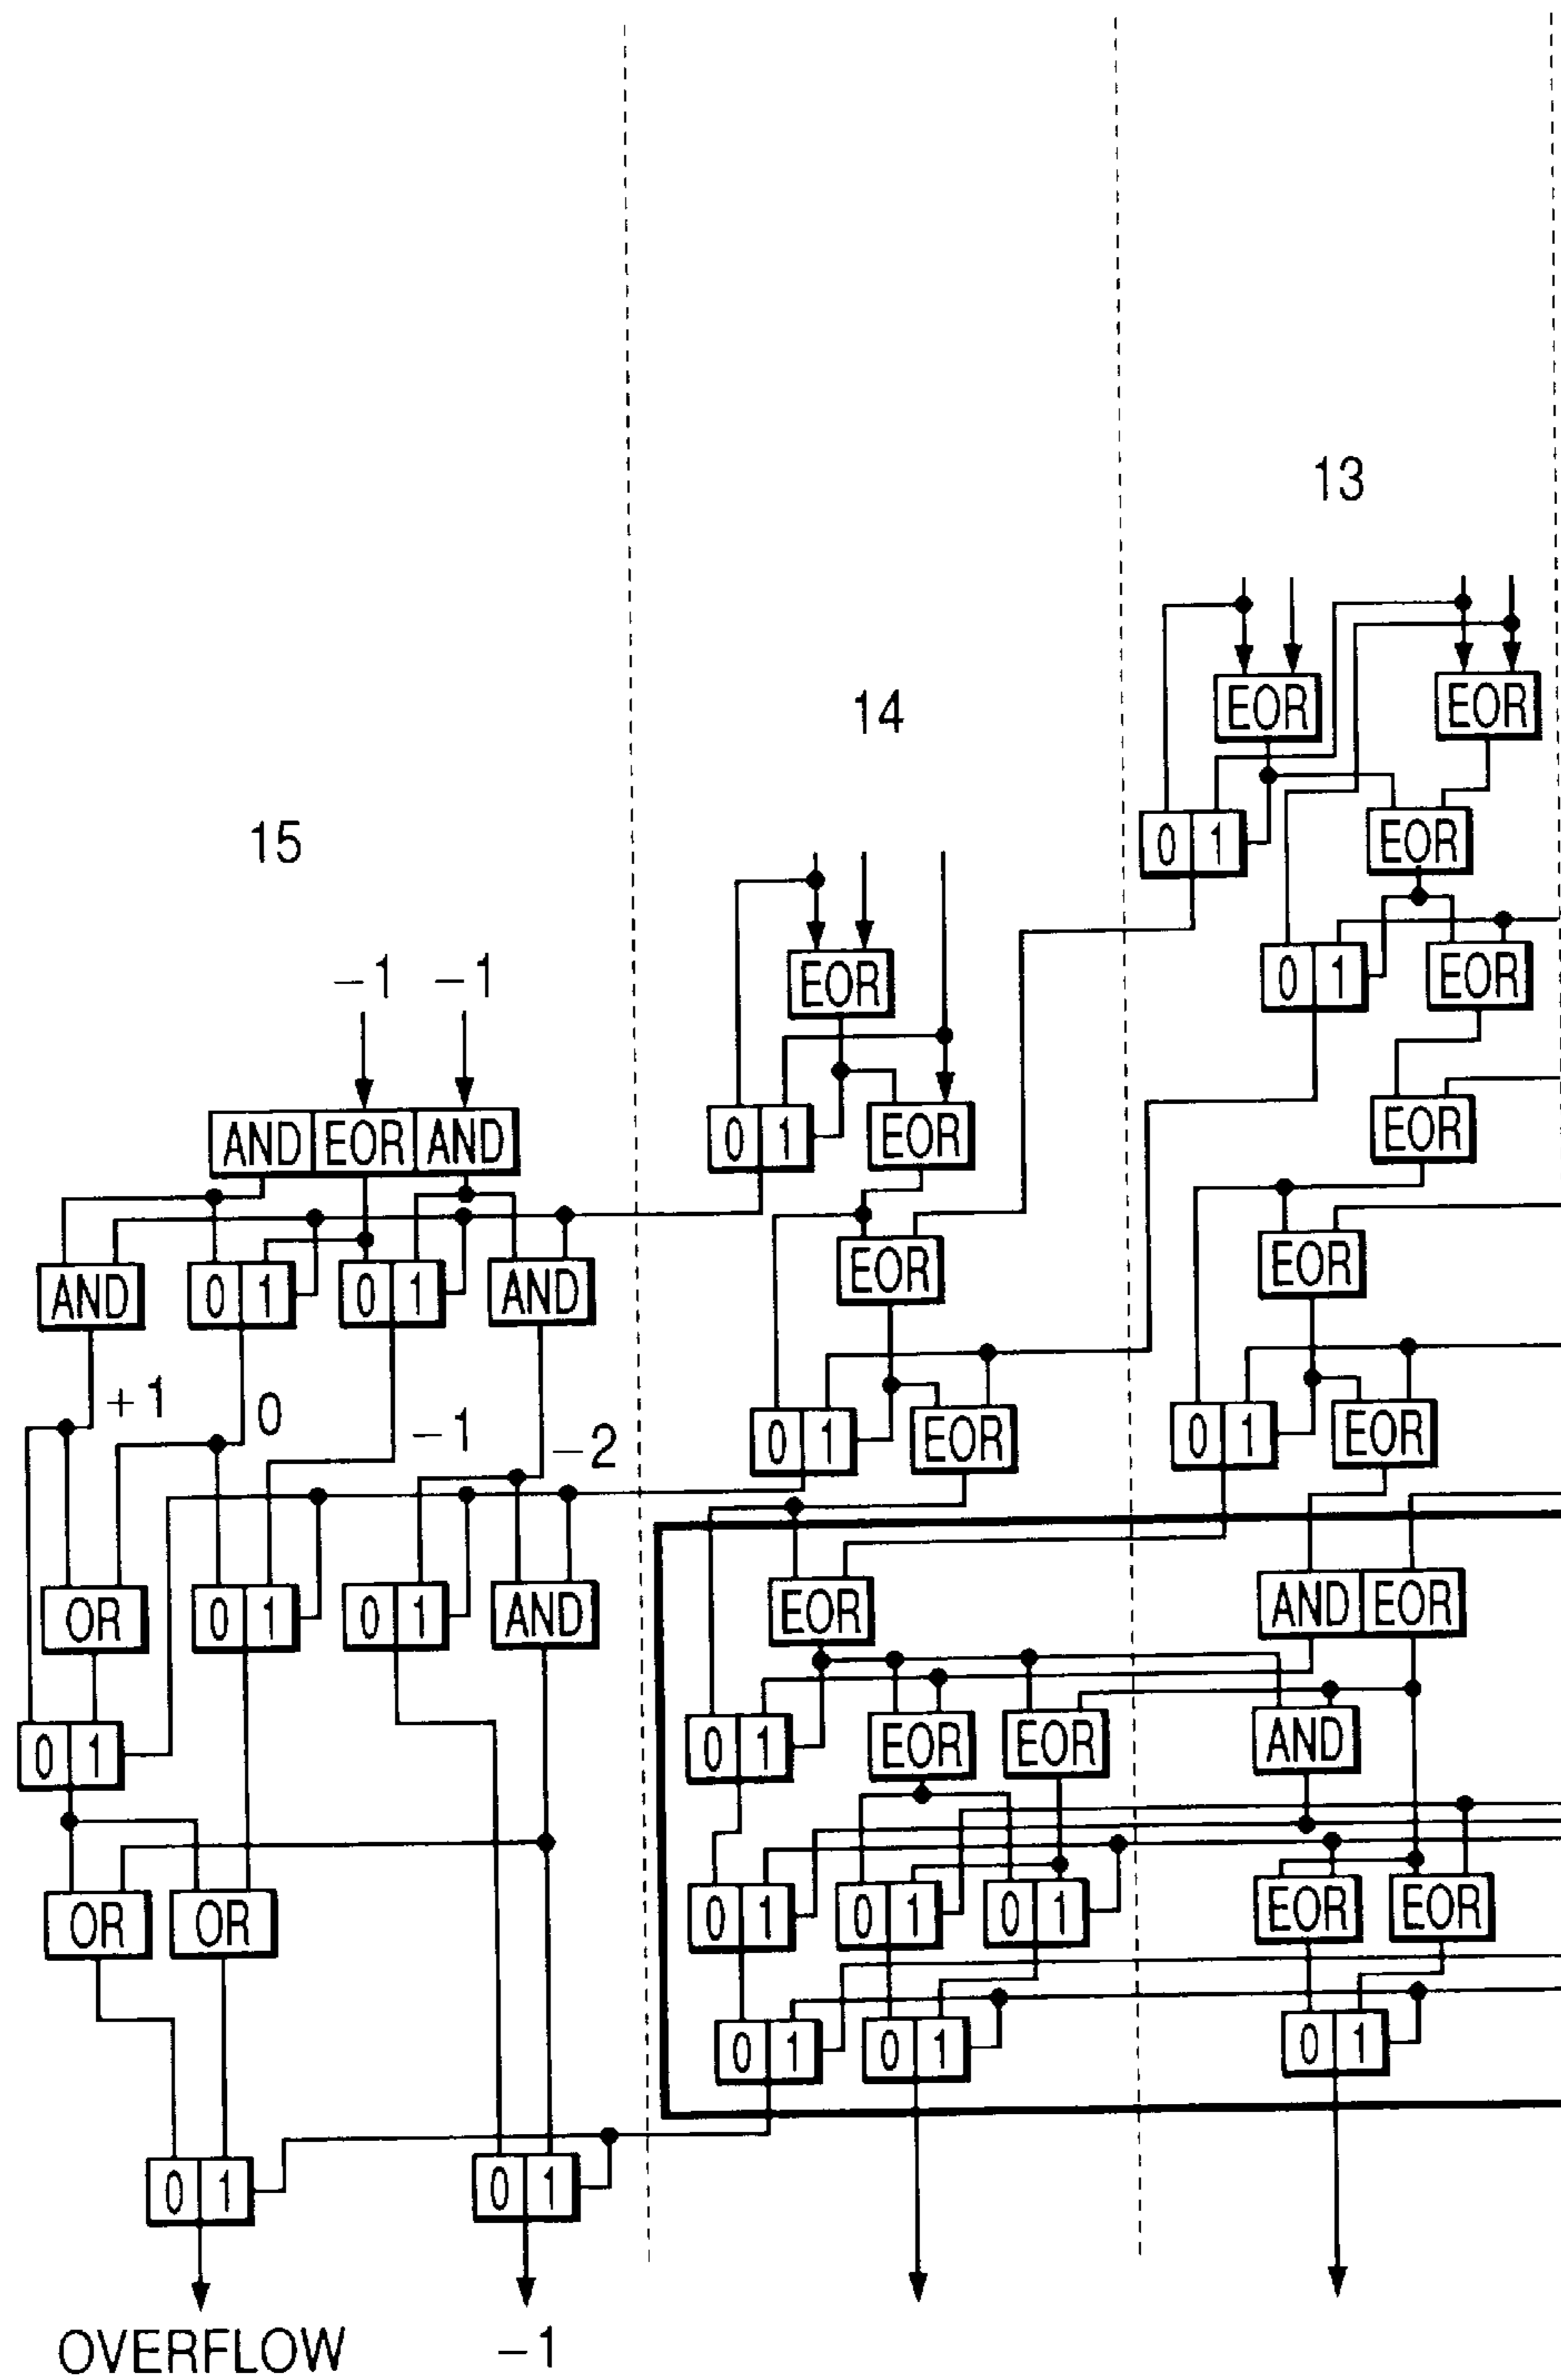 13
EOR EOR
14
0 1 EOR
15
EOR 0 1 EOR
-1 -1
AND EOR AND 0 1 EOR EOR
AND 0 1 0 1 AND EOR EOR
+1 0 -1 -2 0 1 EOR 0 1 EOR
OR 0 1 0 1 AND EOR AND EOR
0 1 0 1 EOR EOR AND
OR OR 0 1 0 1 0 1 EOR EOR
0 1 0 1 0 1
0 1 0 1
OVERFLOW -1